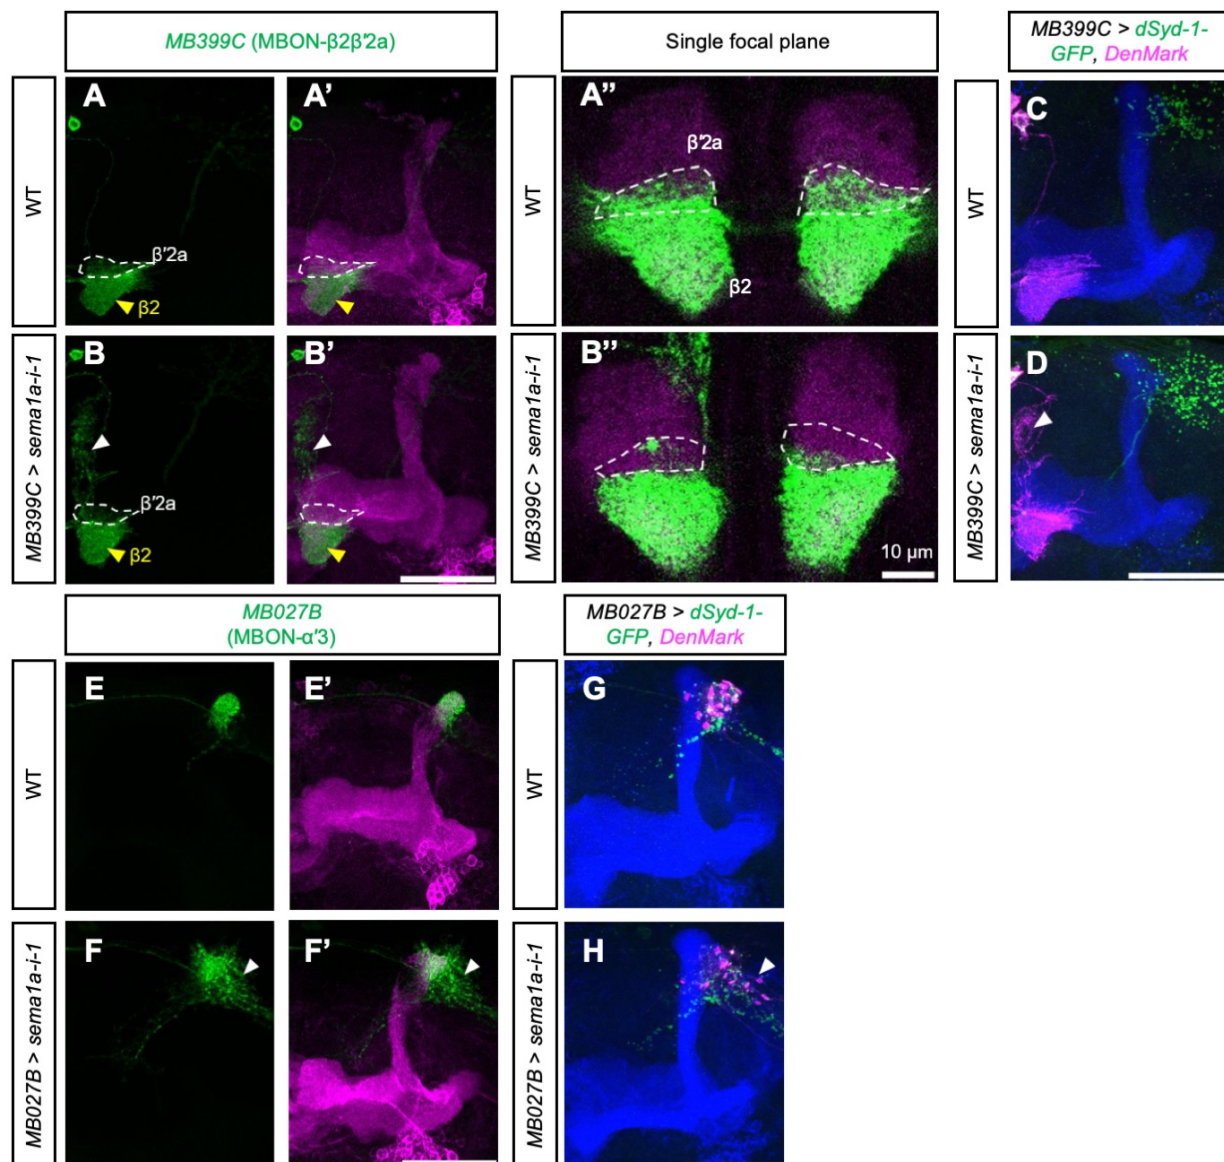 MB399C (MBON-β2β′2a)
Single focal plane
MB399C > dSyd-1-
GFP, DenMark
WT
A
β′2a
β2
A’
WT
A”
β′2a
β2
WT
C
MB399C > sema1a-i-1
B
β′2a
β2
B’
MB399C > sema1a-i-1
B”
10 μm
MB399C > sema1a-i-1
D
MB027B
(MBON-α′3)
MB027B > dSyd-1-
GFP, DenMark
WT
E
E’
WT
G
MB027B > sema1a-i-1
F
F’
MB027B > sema1a-i-1
H